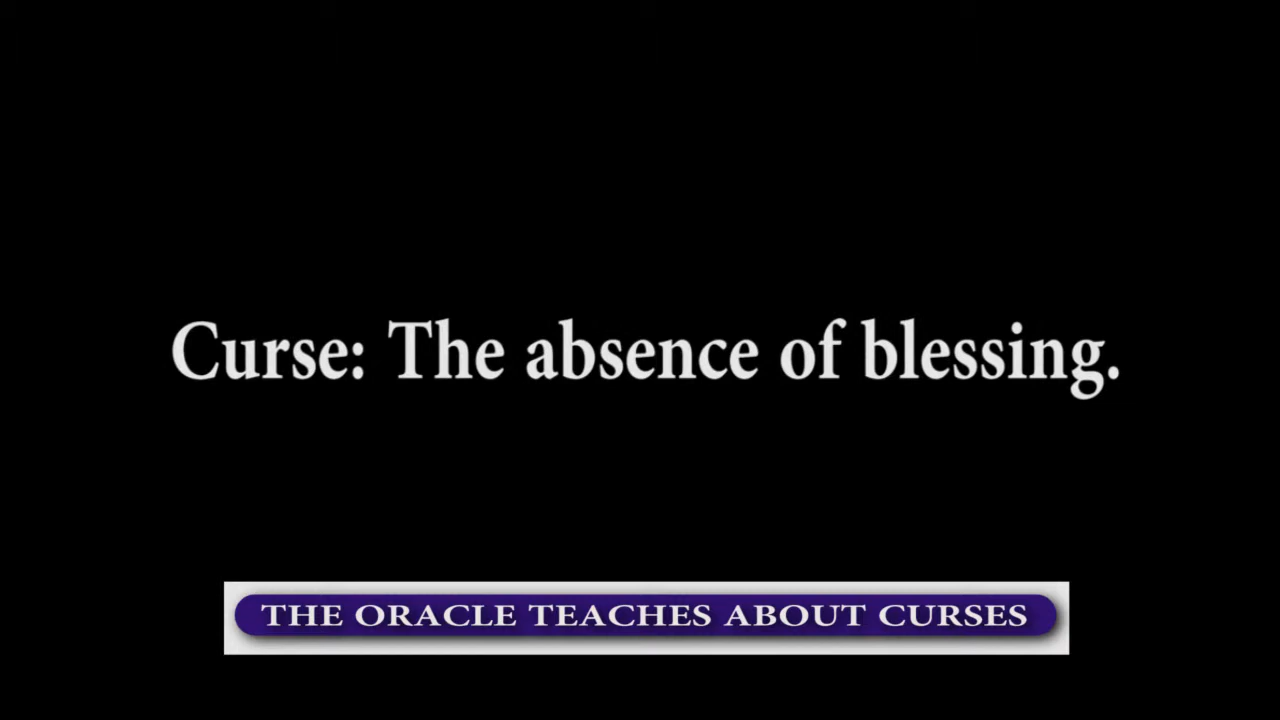 Curse: The absence of blessing.
THE ORACLE TEACHES ABOUT CURSES